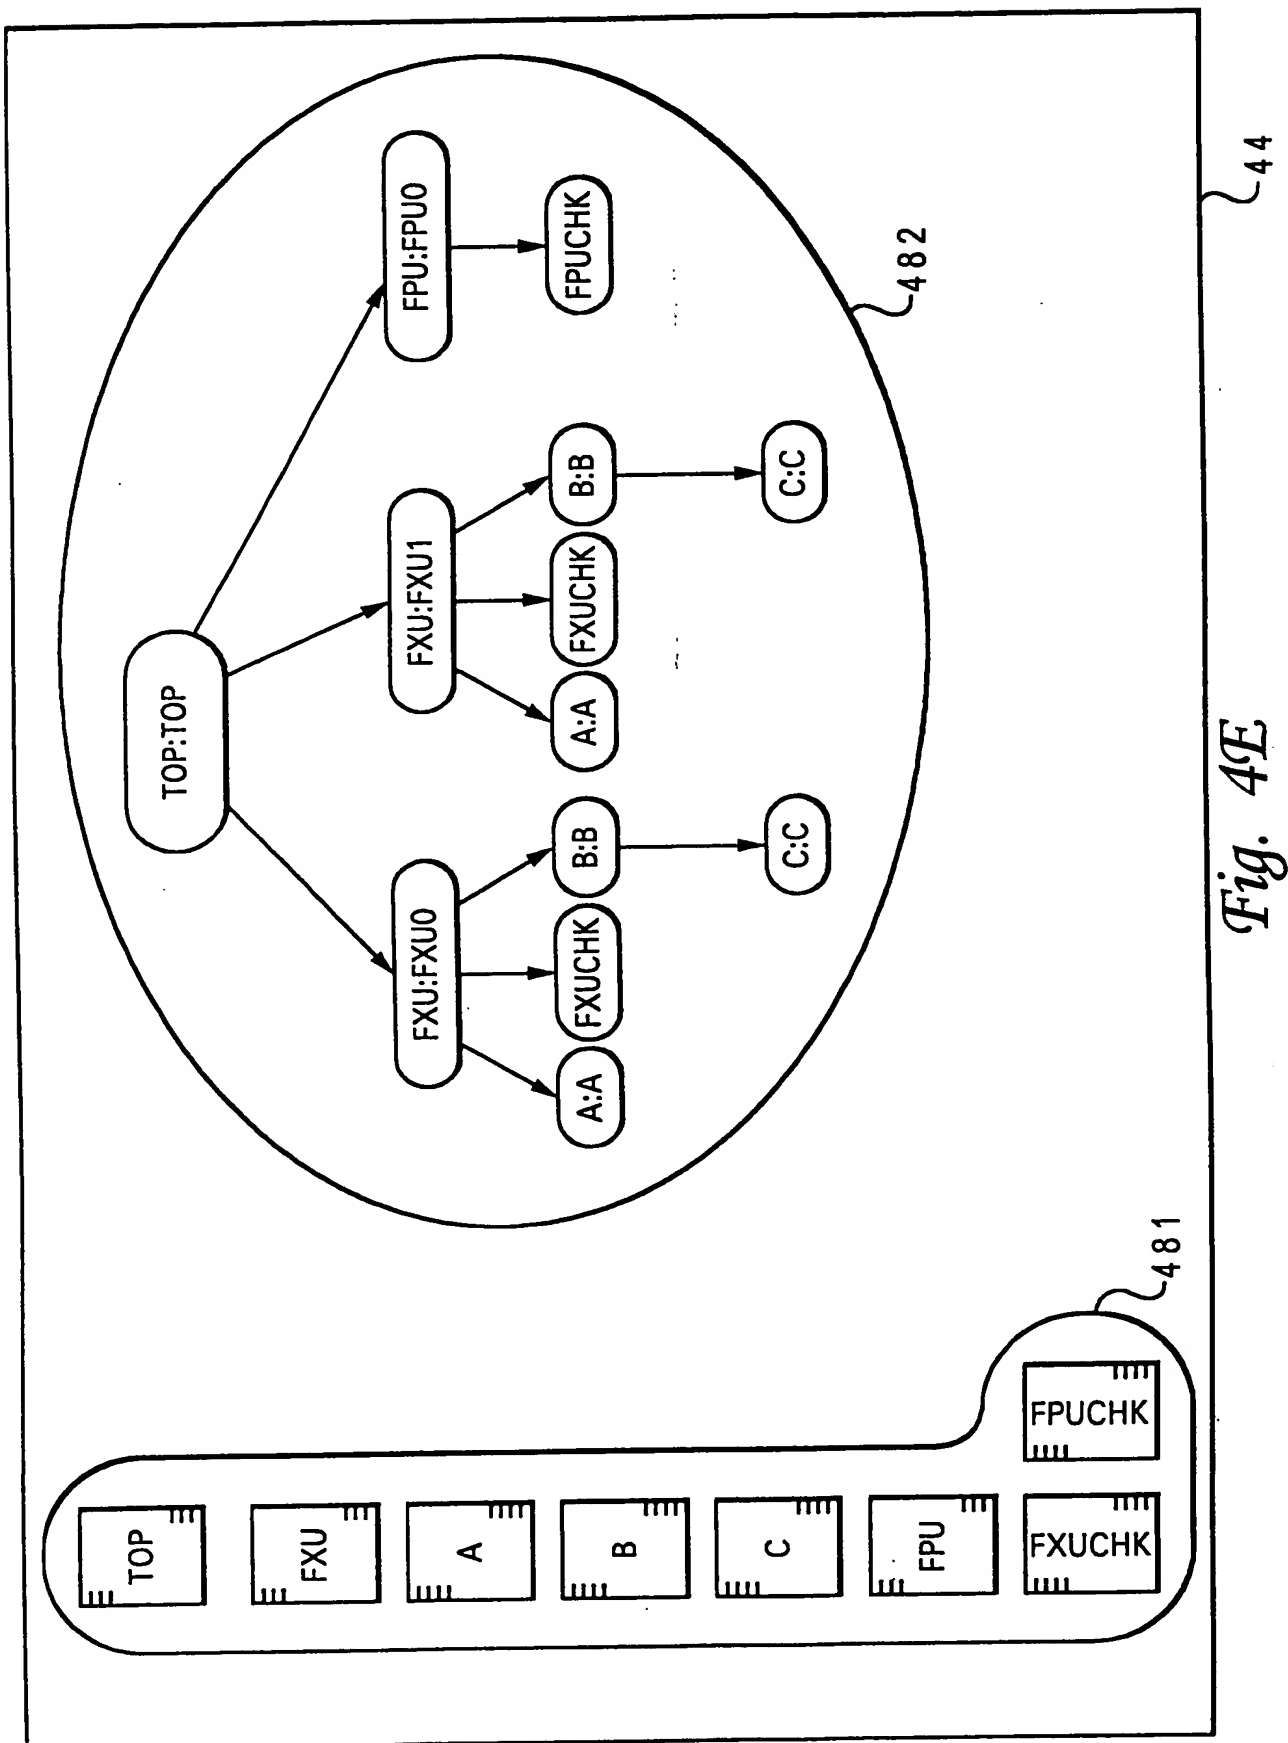 TOP
FXU
A
B
C
FPU
FXUCHK
FPUCHK
481
TOP:TOP
FXU:FXU0
FXU:FXU1
FPU:FPU0
A:A
FXUCHK
B:B
A:A
FXUCHK
B:B
FPUCHK
C:C
C:C
482
44
Fig. 4E